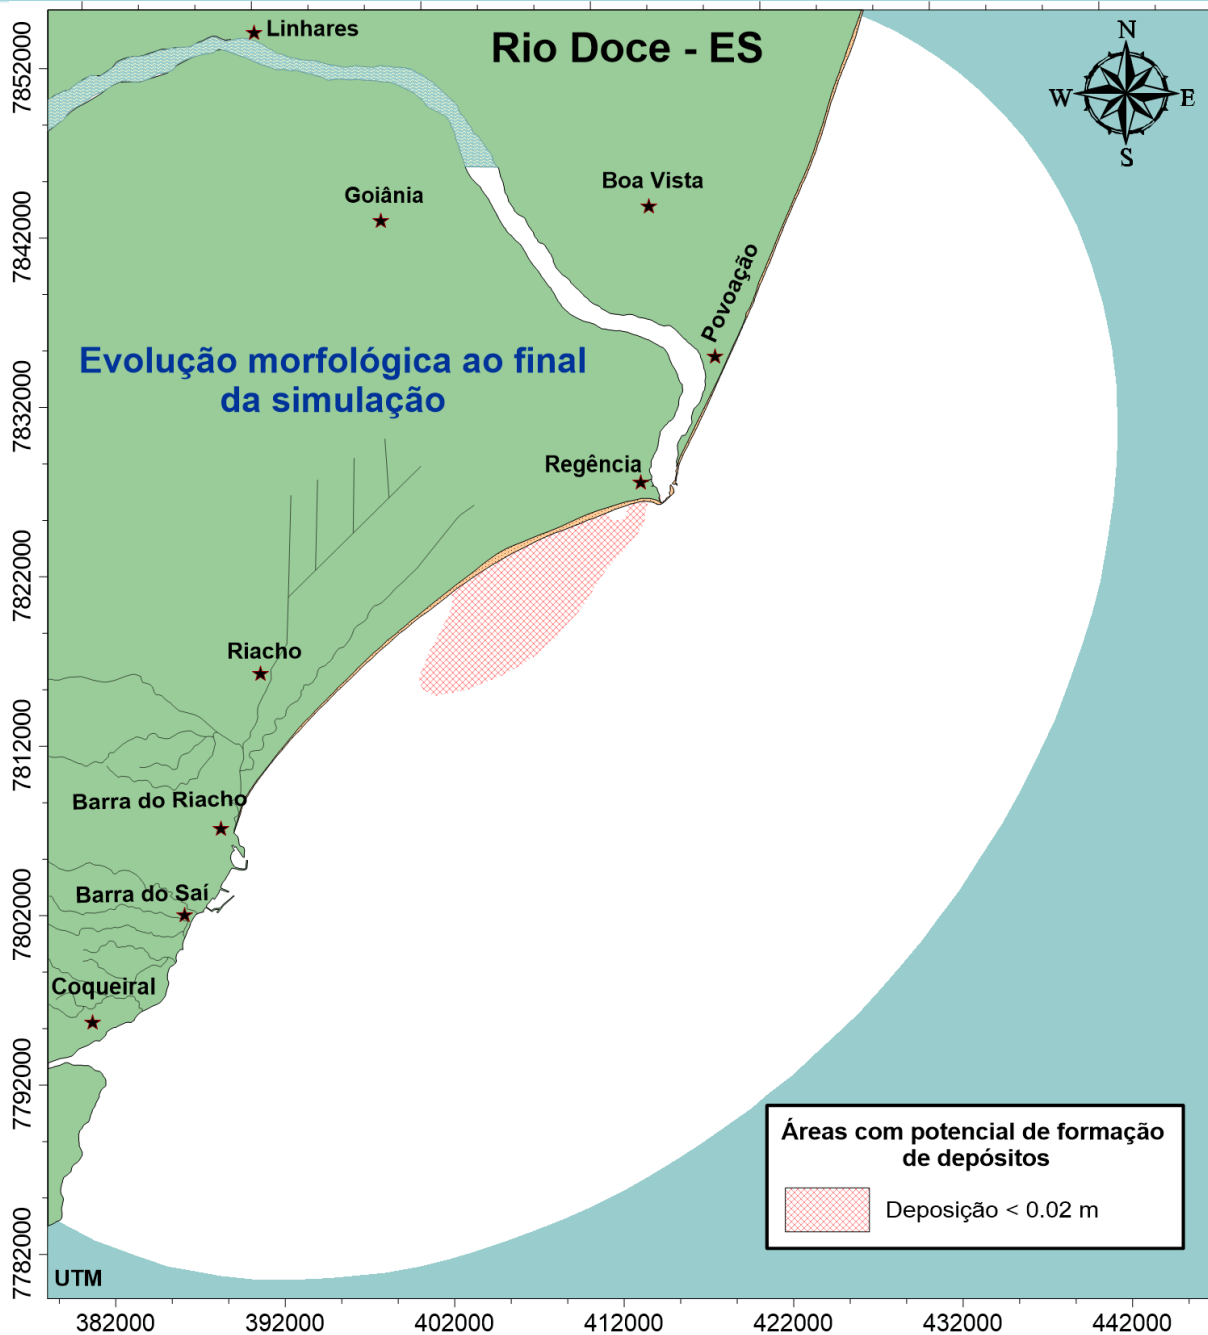 Linhares
Rio Doce - ES
N
W
E
S
Boa Vista
Goiânia
Povoação
Evolução morfológica ao final
da simulação
Regência
Riacho
Barra do Riacho
Barra do Saí
Coqueiral
Áreas com potencial de formação
de depósitos
Deposição < 0.02 m
UTM
7852000
7842000
7832000
7822000
7812000
7802000
7792000
7782000
382000
392000
402000
412000
422000
432000
442000